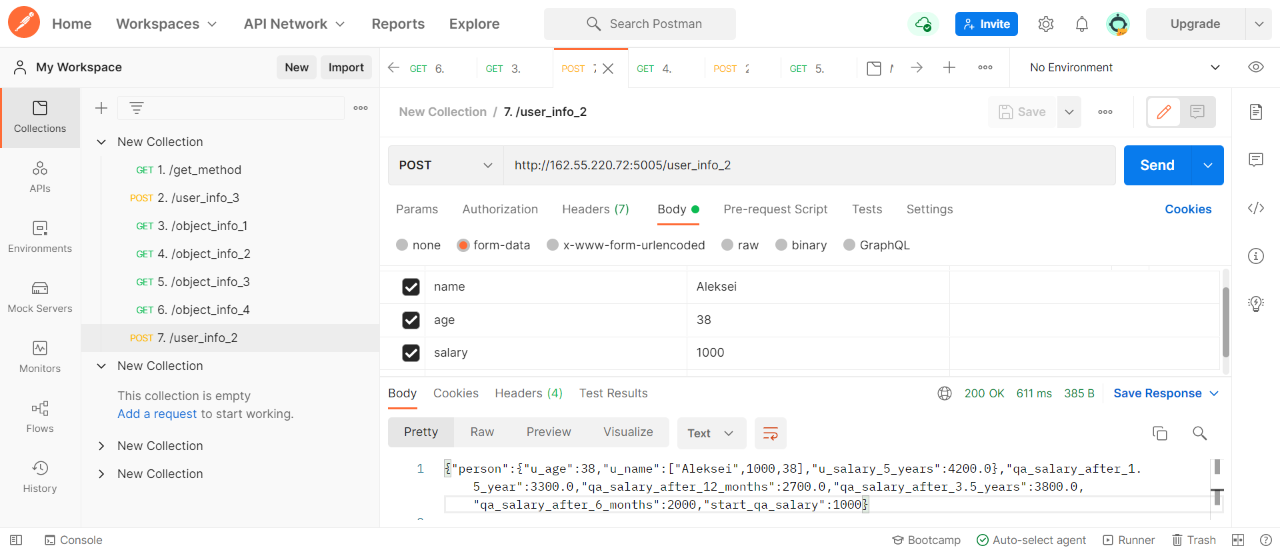 Home Workspaces API Network Reports Explore Search Postman Invite Upgrade
My Workspace New Import GET 6. GET 3. POST GET 4. POST GET 5. No Environment
Collections
APIs
Environments
Mock Servers
Monitors
Flows
History
New Collection
GET 1. /get_method
POST 2. /user_info_3
GET 3. /object_info_1
GET 4. /object_info_2
GET 5. /object_info_3
GET 6. /object_info_4
POST 7. /user_info_2
New Collection
This collection is empty
Add a request to start working.
New Collection
New Collection
New Collection / 7. /user_info_2 Save
POST http://162.55.220.72:5005/user_info_2 Send
Params Authorization Headers (7) Body Pre-request Script Tests Settings Cookies
none form-data x-www-form-urlencoded raw binary GraphQL
name Aleksei
age 38
salary 1000
Body Cookies Headers (4) Test Results 200 OK 611 ms 385 B Save Response
Pretty Raw Preview Visualize Text
1 {"person":{"u_age":38,"u_name":["Aleksei",1000,38],"u_salary_5_years":4200.0},"qa_salary_after_1.
5_year":3300.0,"qa_salary_after_12_months":2700.0,"qa_salary_after_3.5_years":3800.0,
"qa_salary_after_6_months":2000,"start_qa_salary":1000}
Console Bootcamp Auto-select agent Runner Trash